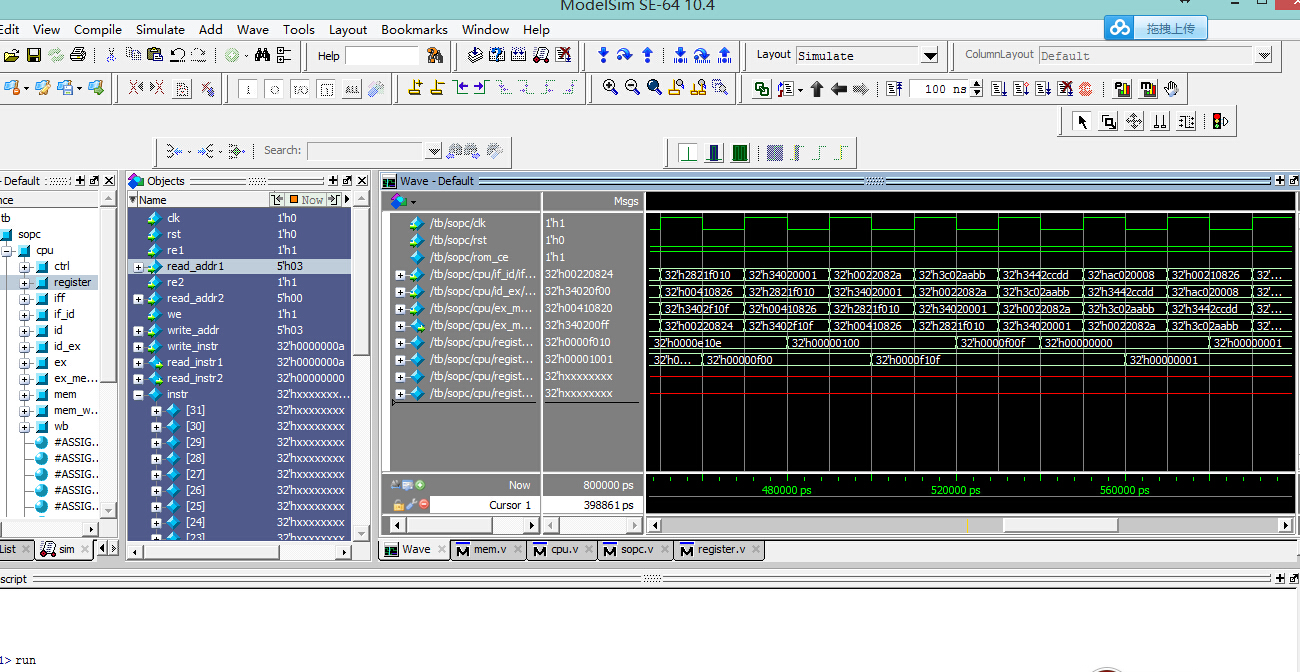 ModelSim SE-64 10.4
Edit View Compile Simulate Add Wave Tools Layout Bookmarks Window Help
拖拽上传
Help
Layout Simulate
ColumnLayout Default
ALL
100 ns
Search:
Default
Objects
Wave - Default
Name
Now
Msgs
tb
sopc
cpu
ctrl
register
iff
if_id
id
id_ex
ex
ex_me...
mem
mem_w...
wb
#ASSIG...
#ASSIG...
#ASSIG...
#ASSIG...
#ASSIG...
clk 1'h0
rst 1'h0
re1 1'h1
read_addr1 5'h03
re2 1'h1
read_addr2 5'h00
we 1'h1
write_addr 5'h03
write_instr 32'h0000000a
read_instr1 32'h0000000a
read_instr2 32'h00000000
instr 32'hxxxxxxx...
[31] 32'hxxxxxxxx
[30] 32'hxxxxxxxx
[29] 32'hxxxxxxxx
[28] 32'hxxxxxxxx
[27] 32'hxxxxxxxx
[26] 32'hxxxxxxxx
[25] 32'hxxxxxxxx
[24] 32'hxxxxxxxx
[23] 32'hxxxxxxxx
/tb/sopc/clk 1'h1
/tb/sopc/rst 1'h0
/tb/sopc/rom_ce 1'h1
/tb/sopc/cpu/if_id/if... 32'h00220824 32'h2821f010 32'h34020001 32'h0022082a 32'h3c02aabb 32'h3442ccdd 32'hac020008 32'h00210826 32'...
/tb/sopc/cpu/id_ex/... 32'h34020f00 32'h00410826 32'h2821f010 32'h34020001 32'h0022082a 32'h3c02aabb 32'h3442ccdd 32'hac020008 32'...
/tb/sopc/cpu/ex_m... 32'h00410820 32'h3402f10f 32'h00410826 32'h2821f010 32'h34020001 32'h0022082a 32'h3c02aabb 32'h3442ccdd 32'...
/tb/sopc/cpu/ex_m... 32'h340200ff 32'h00220824 32'h3402f10f 32'h00410826 32'h2821f010 32'h34020001 32'h0022082a 32'h3c02aabb 32'...
/tb/sopc/cpu/regist... 32'h0000f010 32'h0000e10e 32'h00000100 32'h0000f00f 32'h00000000 32'h00000001
/tb/sopc/cpu/regist... 32'h00001001 32'h0... 32'h00000f00 32'h0000f10f 32'h00000001
/tb/sopc/cpu/regist... 32'hxxxxxxxx
/tb/sopc/cpu/regist... 32'hxxxxxxxx
Now 800000 ps
480000 ps 520000 ps 560000 ps
Cursor 1 398861 ps
List sim
Wave mem.v cpu.v sopc.v register.v
script
1> run